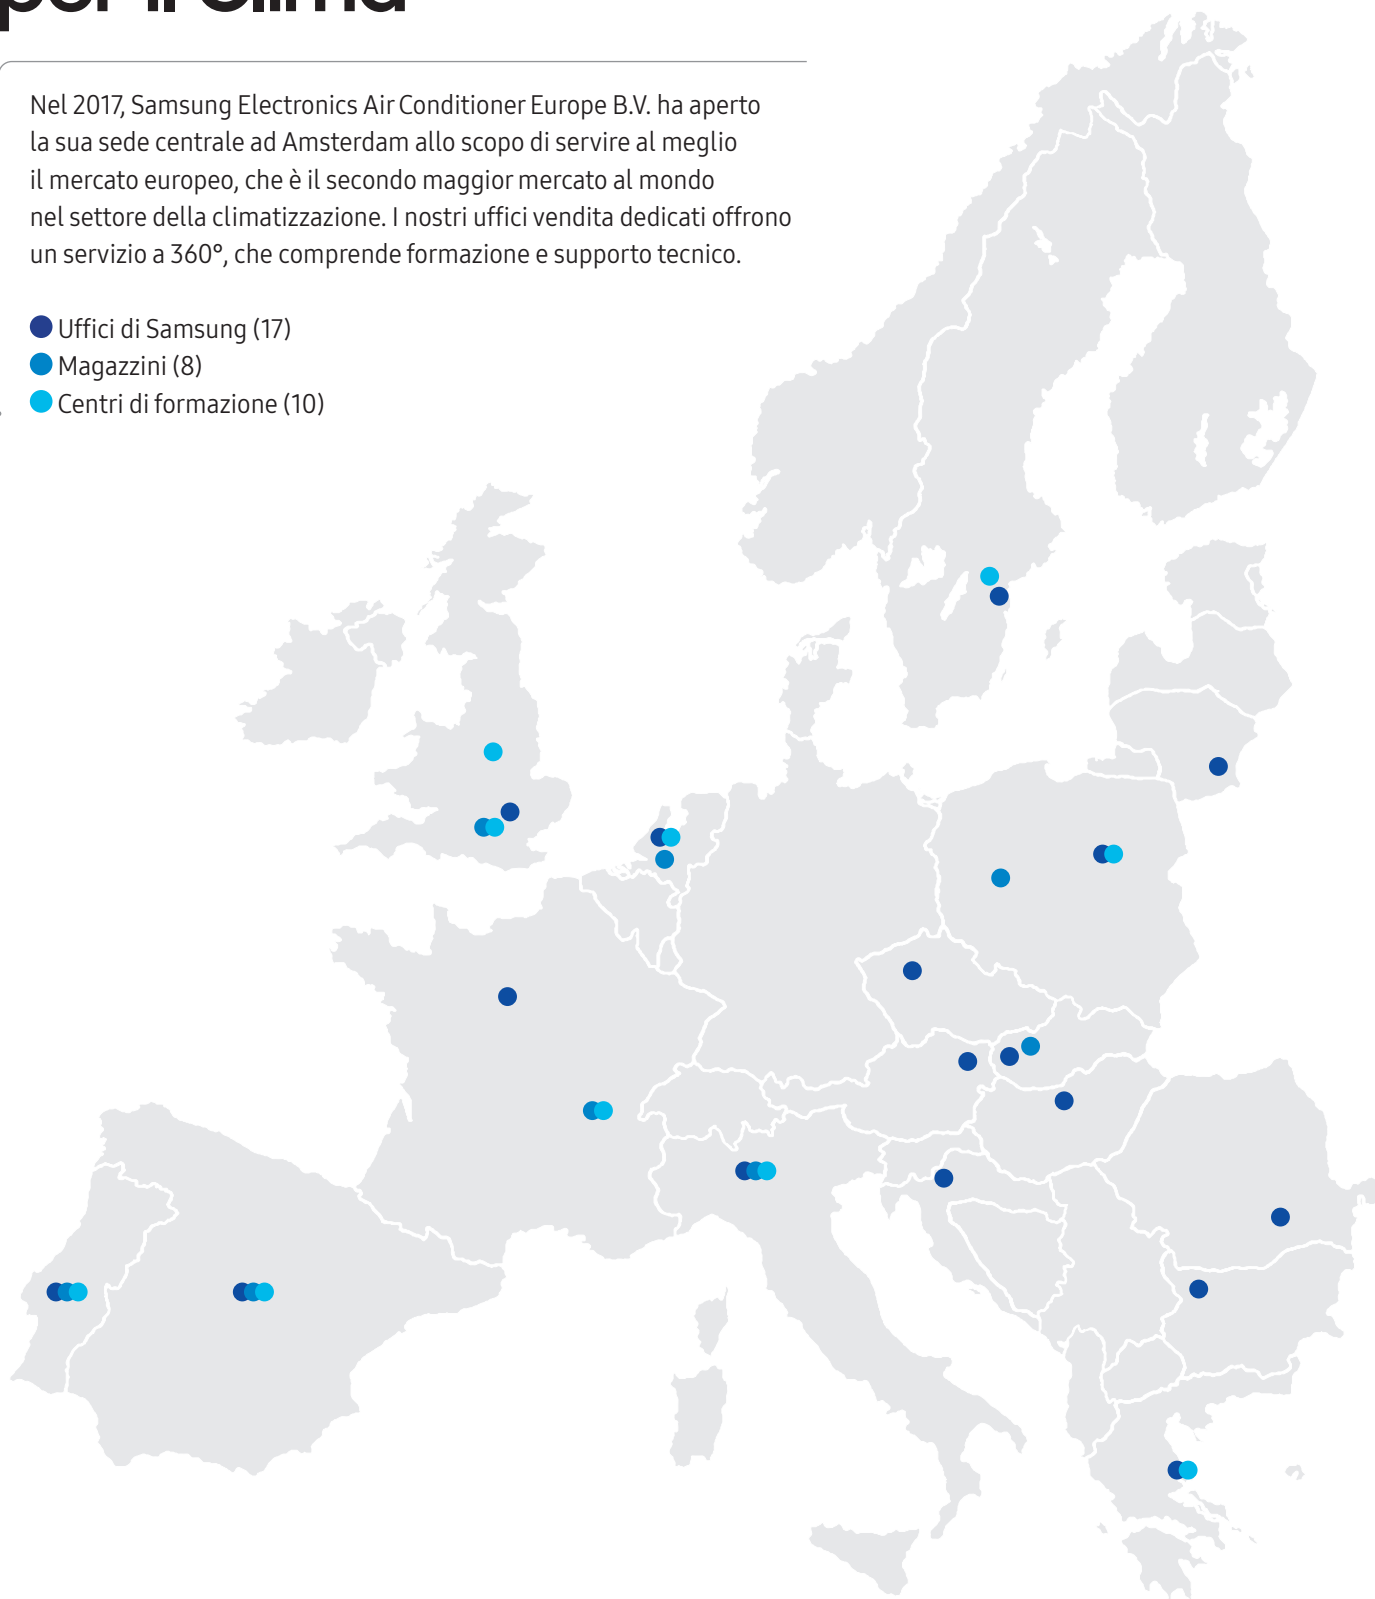 per il Clima
Nel 2017, Samsung Electronics Air Conditioner Europe B.V. ha aperto
la sua sede centrale ad Amsterdam allo scopo di servire al meglio
il mercato europeo, che è il secondo maggior mercato al mondo
nel settore della climatizzazione. I nostri uffici vendita dedicati offrono
un servizio a 360°, che comprende formazione e supporto tecnico.
Uffici di Samsung (17)
Magazzini (8)
Centri di formazione (10)